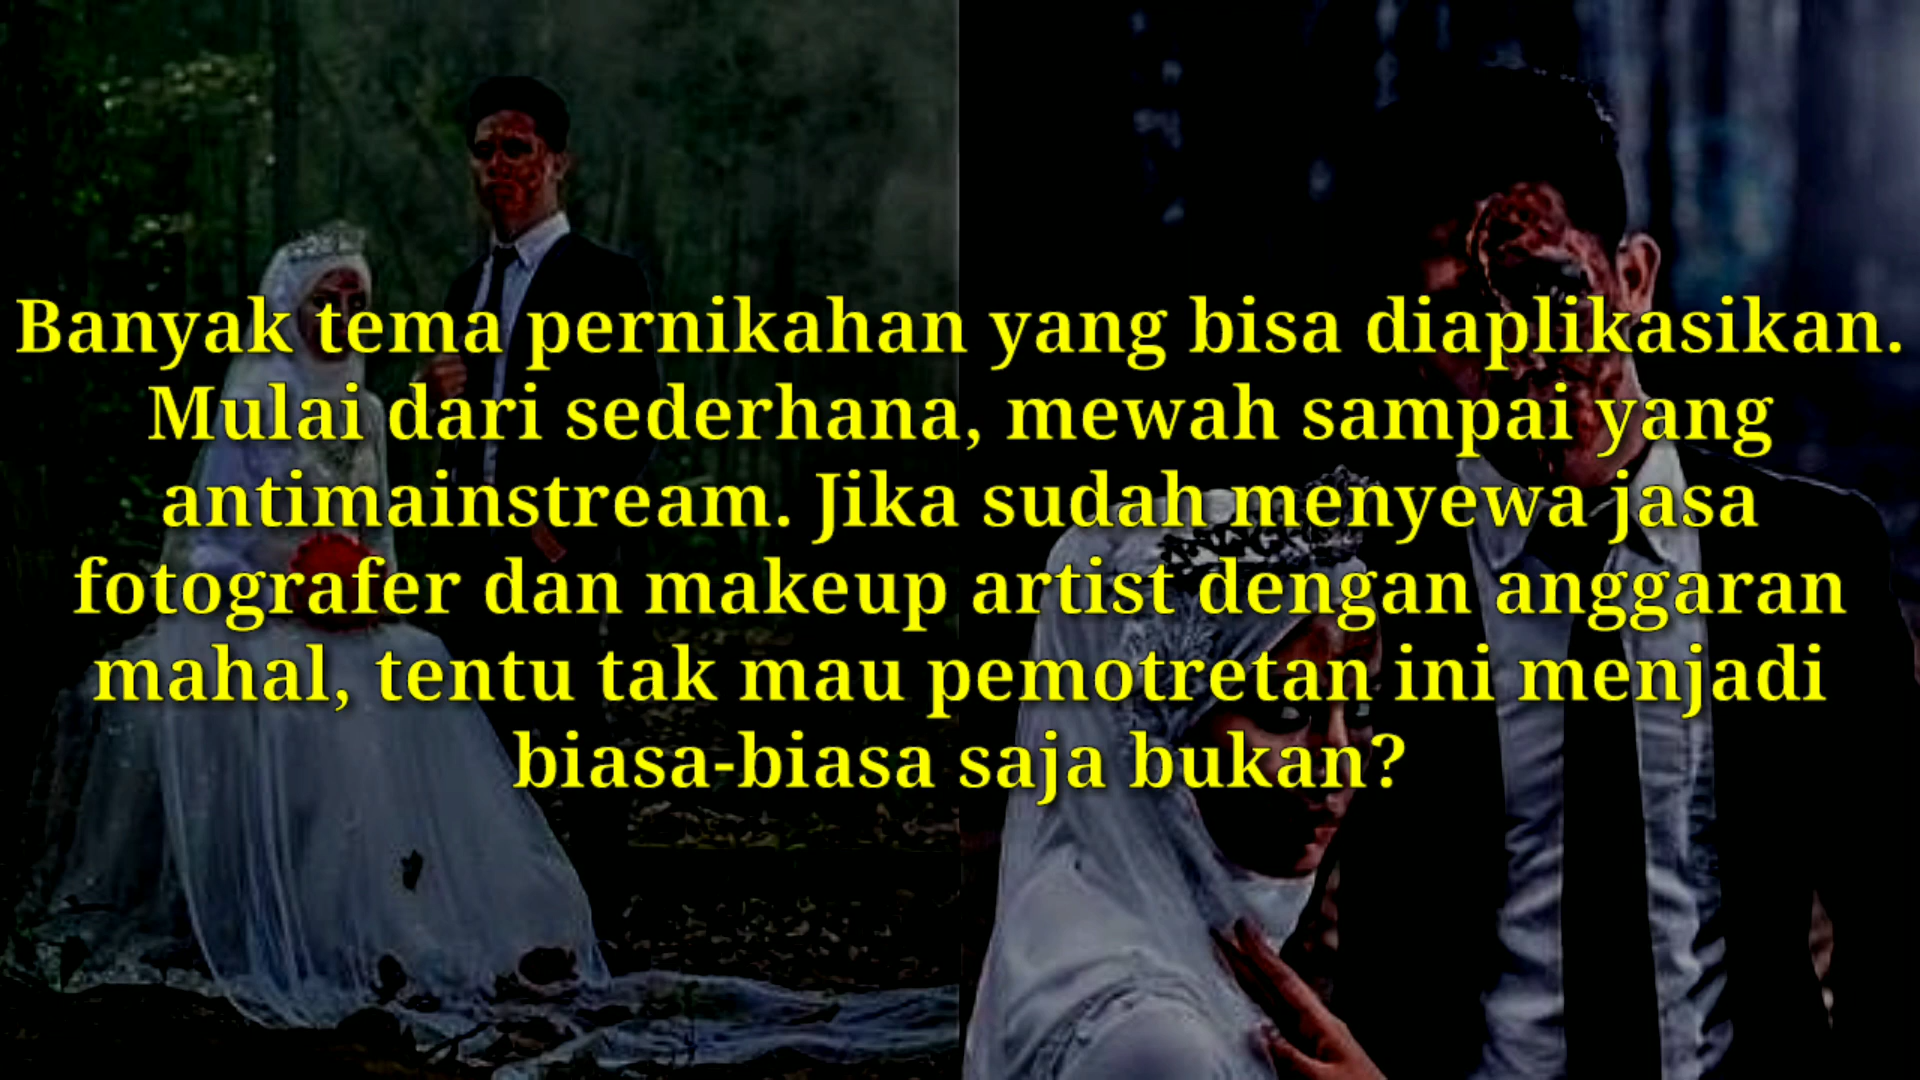 Banyak tema pernikahan yang bisa diaplikasikan.
Mulai dari sederhana, mewah sampai yang
antimainstream. Jika sudah menyewa jasa
fotografer dan makeup artist dengan anggaran
mahal, tentu tak mau pemotretan ini menjadi
biasa-biasa saja bukan?